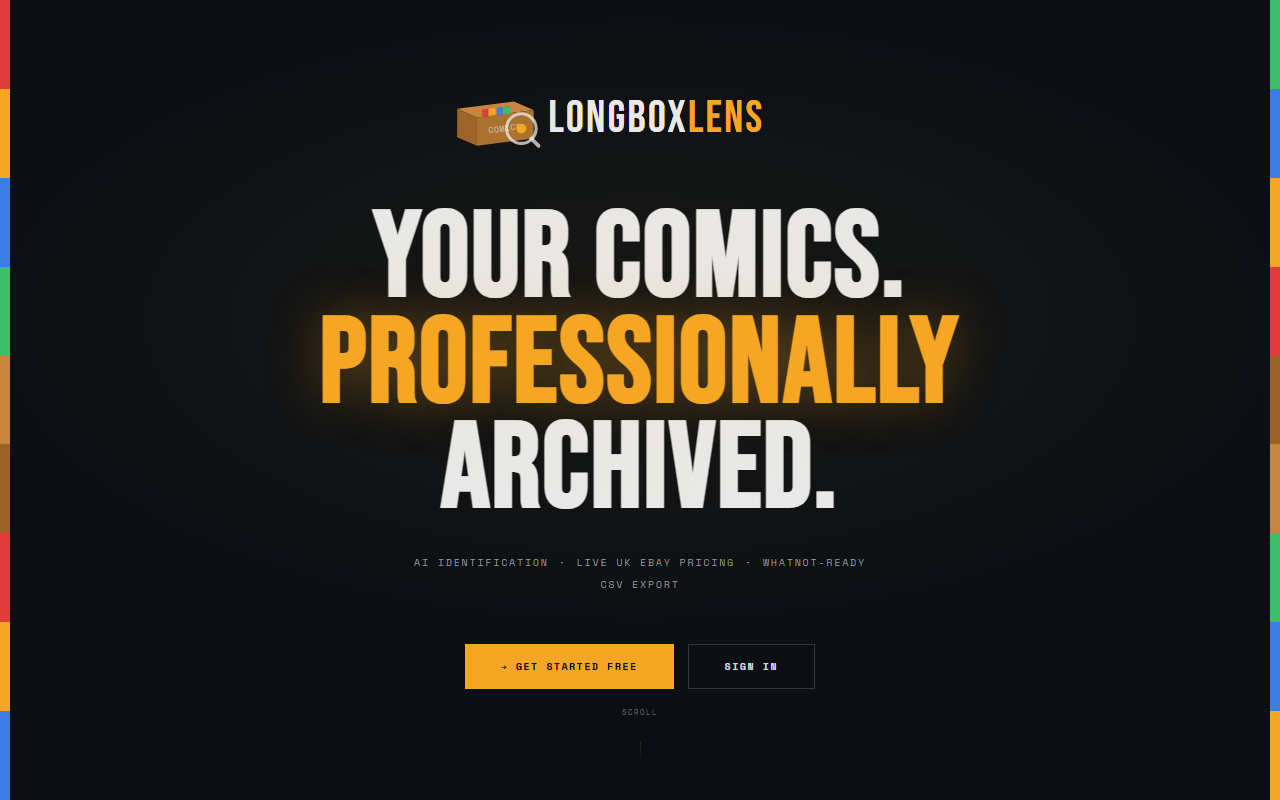 COMICS
LONGBOXLENS
YOUR COMICS.
PROFESSIONALLY
ARCHIVED.
AI IDENTIFICATION · LIVE UK EBAY PRICING · WHATNOT-READY
CSV EXPORT
→ GET STARTED FREE
SIGN IN
SCROLL